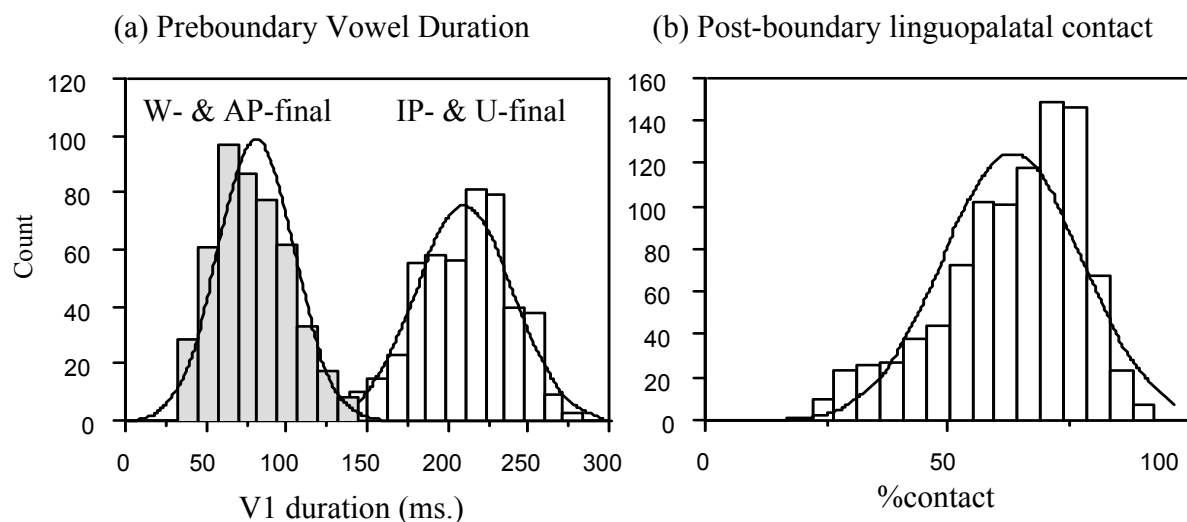 (a) Preboundary Vowel Duration
(b) Post-boundary linguopalatal contact
W- & AP-final
IP- & U-final
Count
120
100
80
60
40
20
0
0 50 100 150 200 250 300
V1 duration (ms.)
160
140
120
100
80
60
40
20
0
0 50 100
%contact